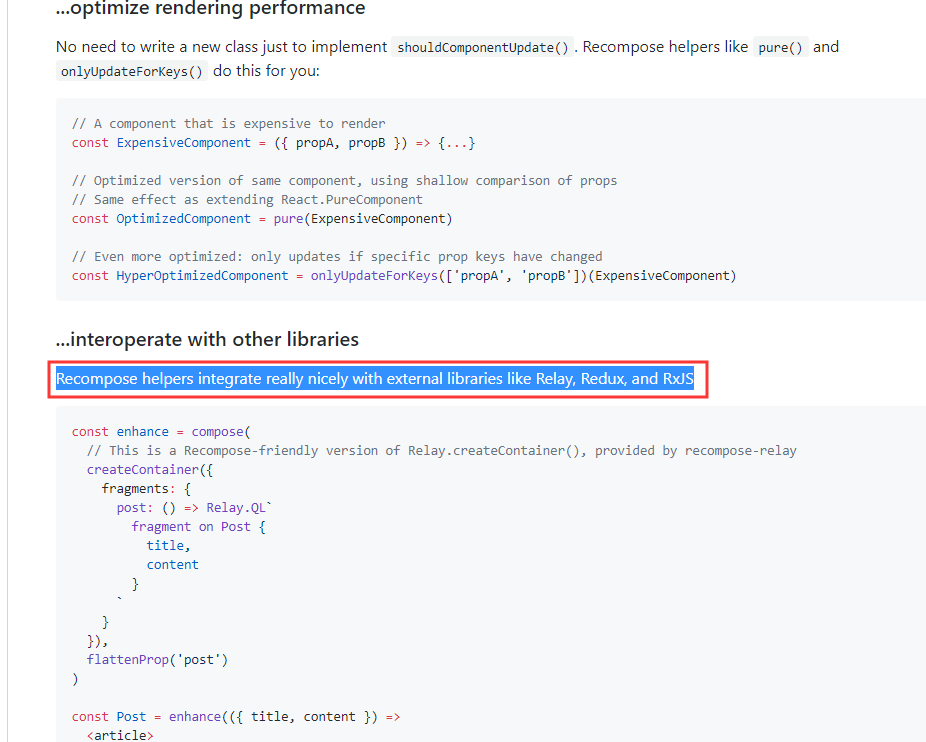 ...optimize rendering performance
No need to write a new class just to implement shouldComponentUpdate() . Recompose helpers like pure() and
onlyUpdateForKeys() do this for you:
// A component that is expensive to render
const ExpensiveComponent = ({ propA, propB }) => {...}
// Optimized version of same component, using shallow comparison of props
// Same effect as extending React.PureComponent
const OptimizedComponent = pure(ExpensiveComponent)
// Even more optimized: only updates if specific prop keys have changed
const HyperOptimizedComponent = onlyUpdateForKeys(['propA', 'propB'])(ExpensiveComponent)
...interoperate with other libraries
Recompose helpers integrate really nicely with external libraries like Relay, Redux, and RxJS
const enhance = compose(
  // This is a Recompose-friendly version of Relay.createContainer(), provided by recompose-relay
  createContainer({
    fragments: {
      post: () => Relay.QL`
        fragment on Post {
          title,
          content
        }
      `
    }
  }),
  flattenProp('post')
)
const Post = enhance(({ title, content }) =>
  <article>